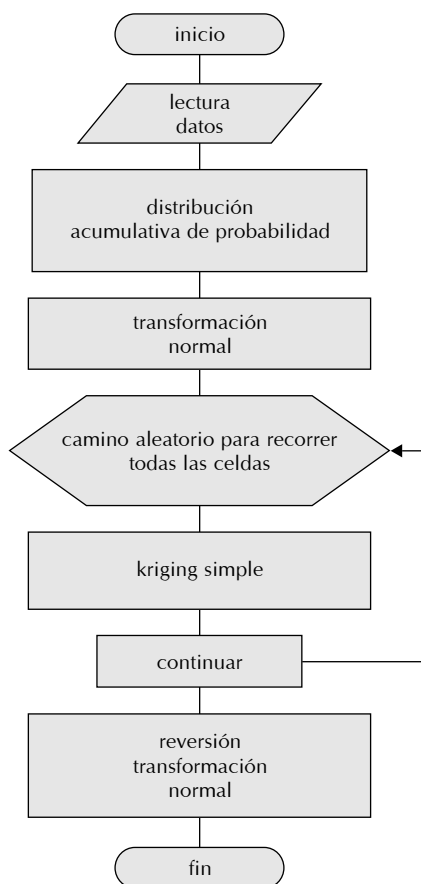 inicio
lectura
datos
distribución
acumulativa de probabilidad
transformación
normal
camino aleatorio para recorrer
todas las celdas
kriging simple
continuar
reversión
transformación
normal
fin